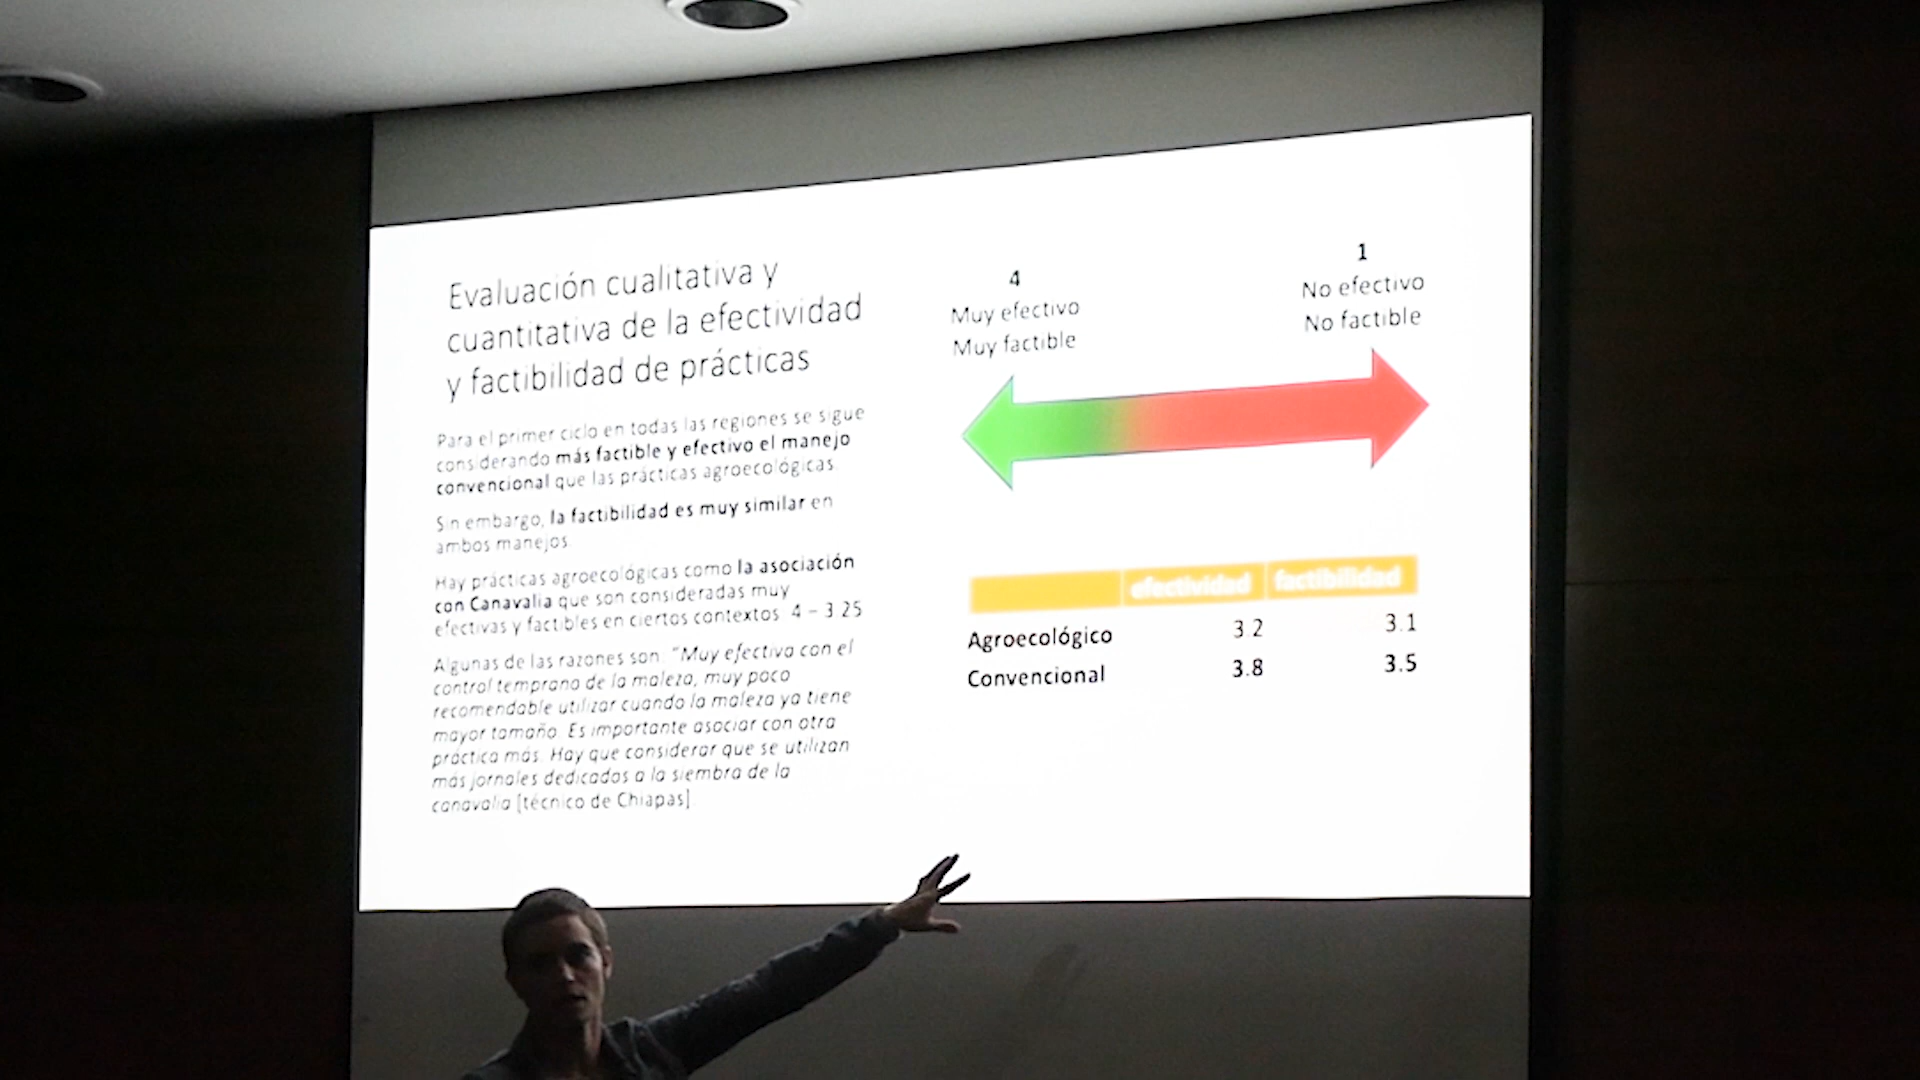 Evaluación cualitativa y
cuantitativa de la efectividad
y factibilidad de prácticas
Para el primer ciclo en todas las regiones se sigue
considerando más factible y efectivo el manejo
convencional que las prácticas agroecológicas.
Sin embargo, la factibilidad es muy similar en
ambos manejos.
Hay prácticas agroecológicas como la asociación
con Canavalia que son consideradas muy
efectivas y factibles en ciertos contextos 4 – 3.25
Algunas de las razones son: "Muy efectiva con el
control temprano de la maleza, muy poco
recomendable utilizar cuando la maleza ya tiene
mayor tamaño. Es importante asociar con otra
práctica más. Hay que considerar que se utilizan
más jornales dedicados a la siembra de la
canavalia [técnico de Chiapas]
4
Muy efectivo
Muy factible
1
No efectivo
No factible
efectividad factibilidad
Agroecológico 3.2 3.1
Convencional 3.8 3.5